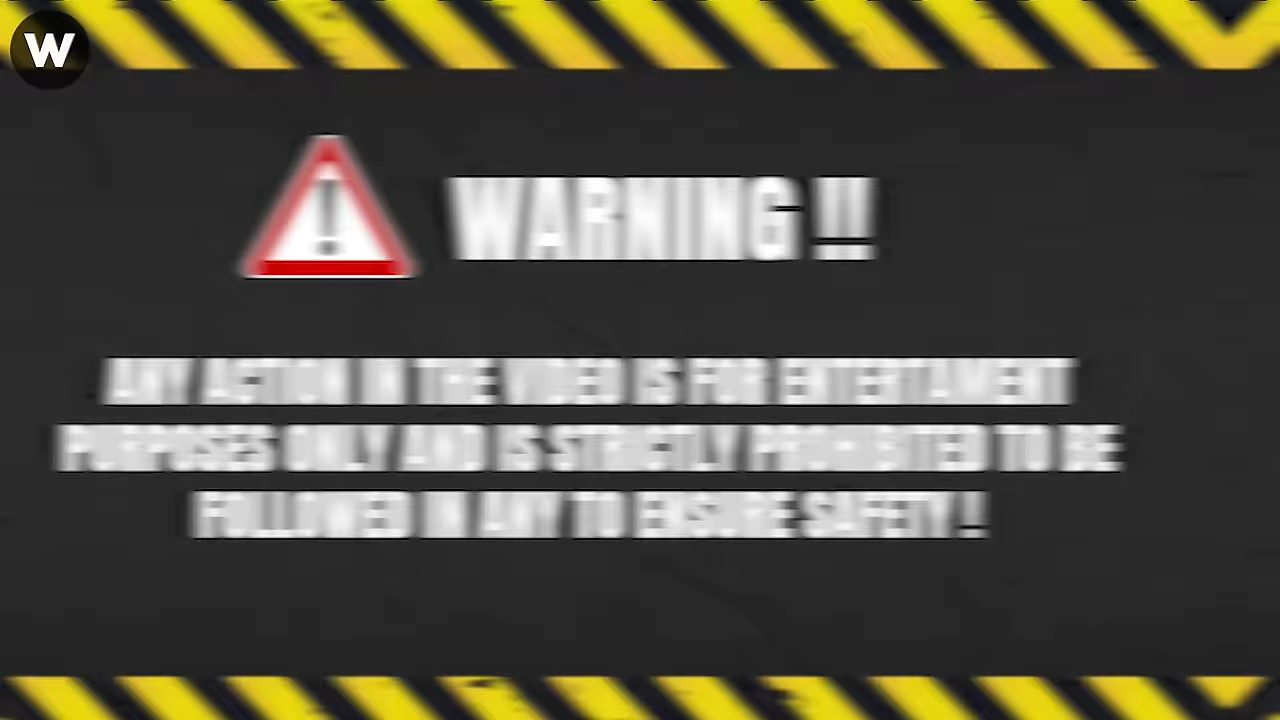 W
WARNING !!
ANY ACTION IN THE VIDEO IS FOR ENTERTAMENT
PURPOSES ONLY AND IS STRICTLY PROHIBITED TO BE
FOLLOWED IN ANY TO ENSURE SAFETY !